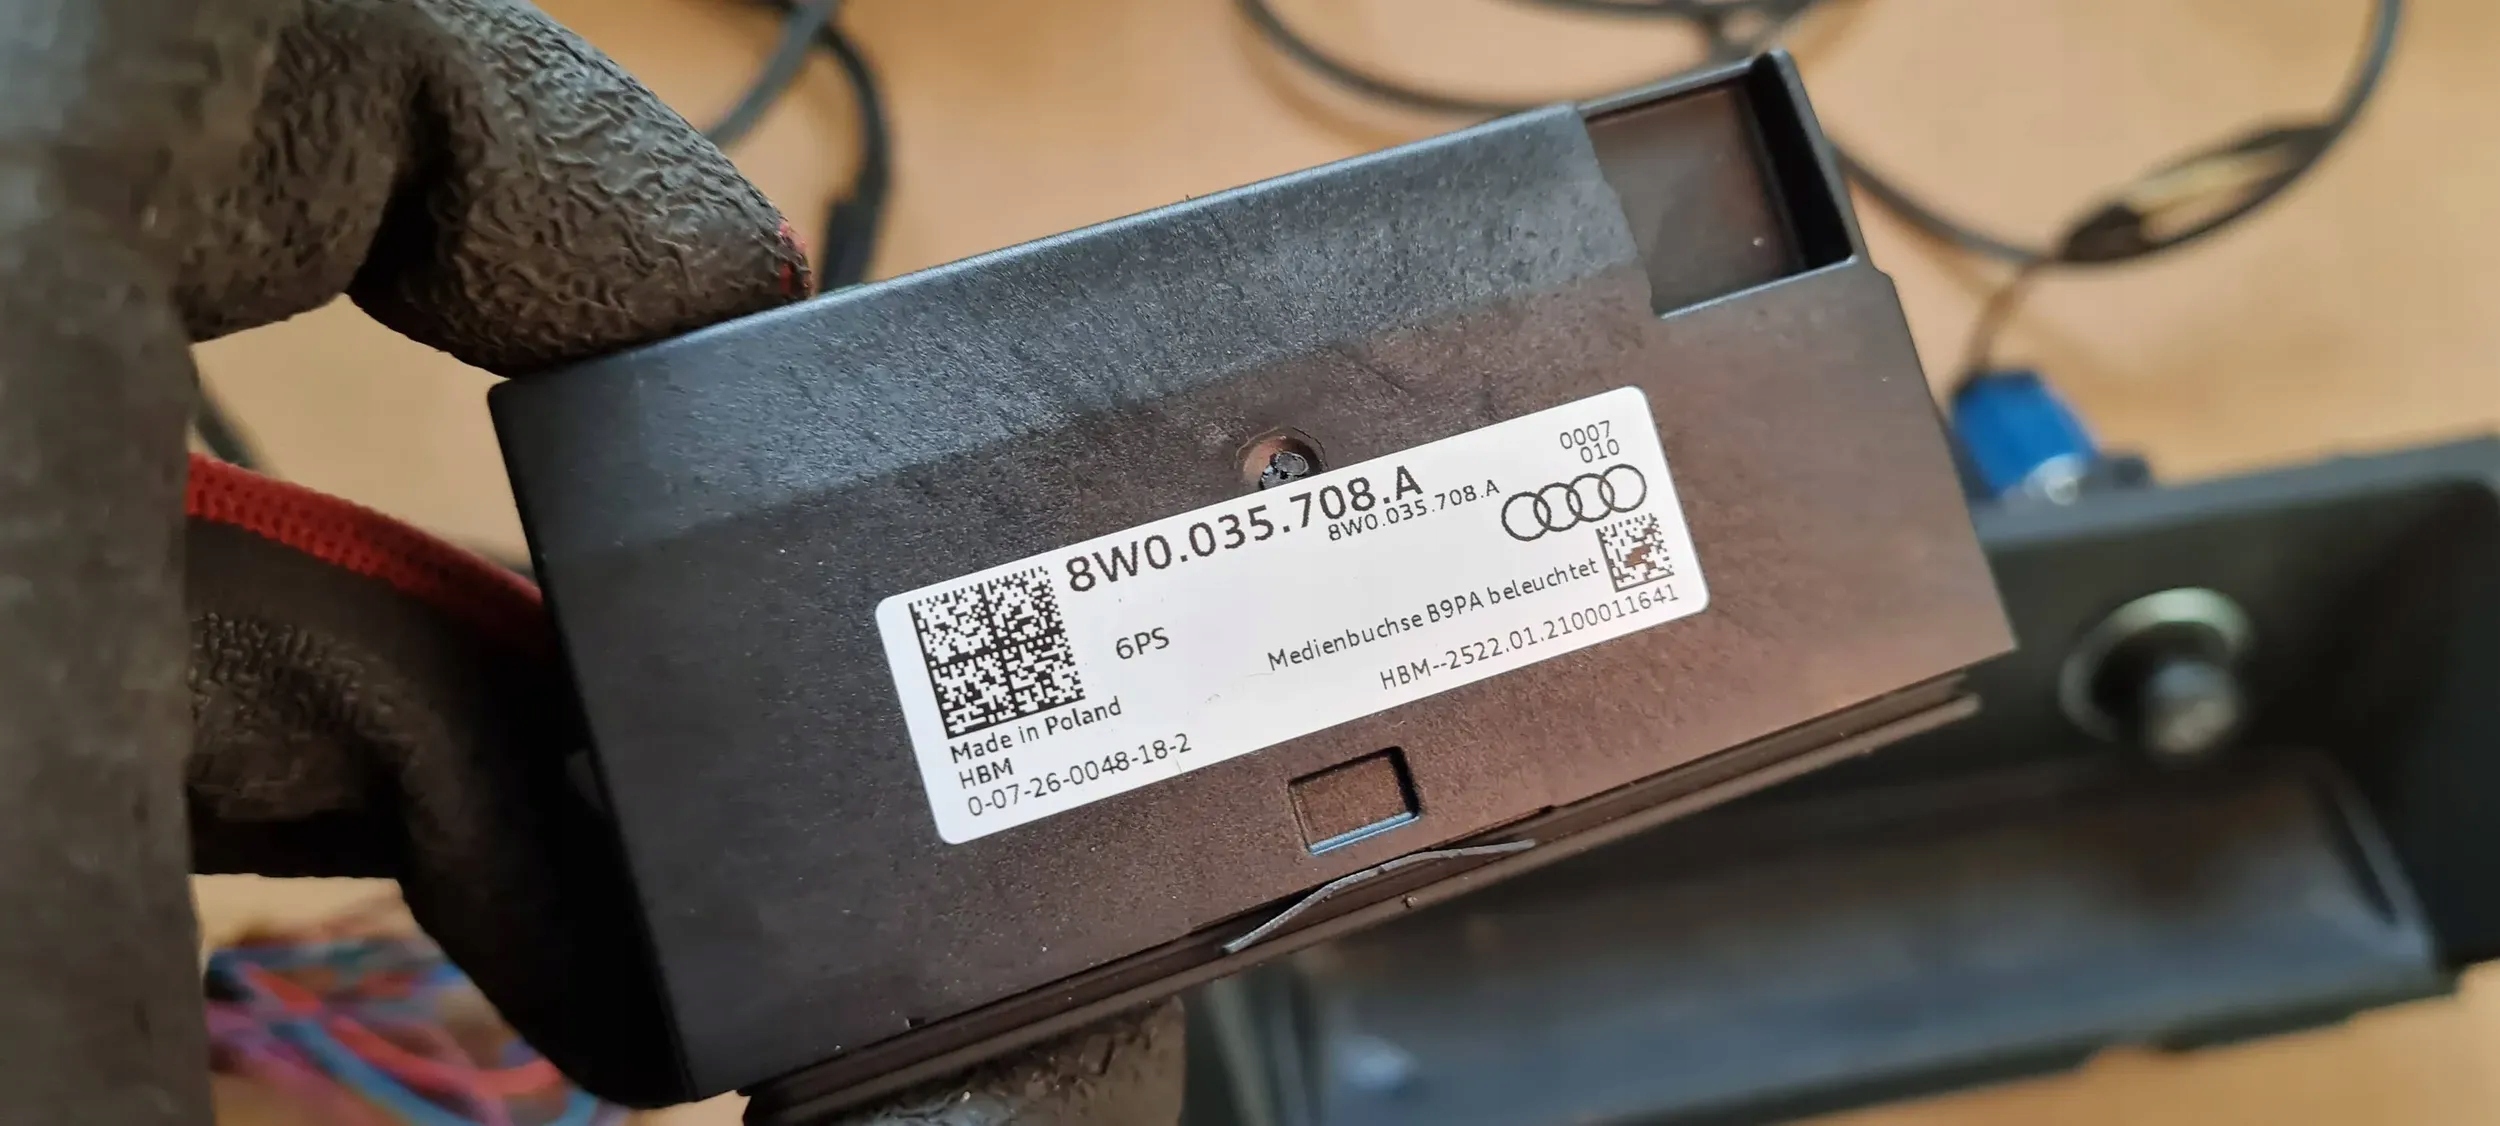 0007
010
8W0.035.708.A
8W0.035.708.A
6PS
Medienbuchse B9PA beleuchtet
HBM--2522.01.2100011641
Made in Poland
HBM
0-07-26-0048-18-2